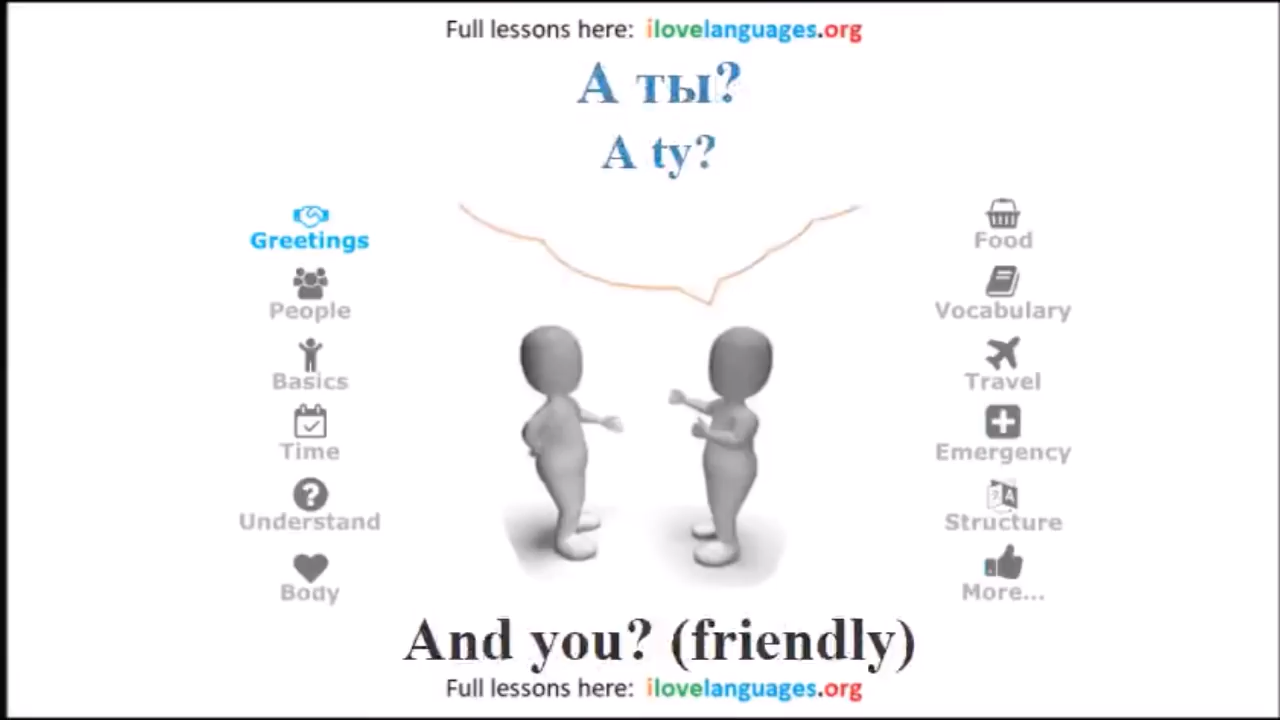 Full lessons here: ilovelanguages.org
А ты?
A ty?
Greetings
People
Basics
Time
Understand
Body
Food
Vocabulary
Travel
Emergency
Structure
More...
And you? (friendly)
Full lessons here: ilovelanguages.org